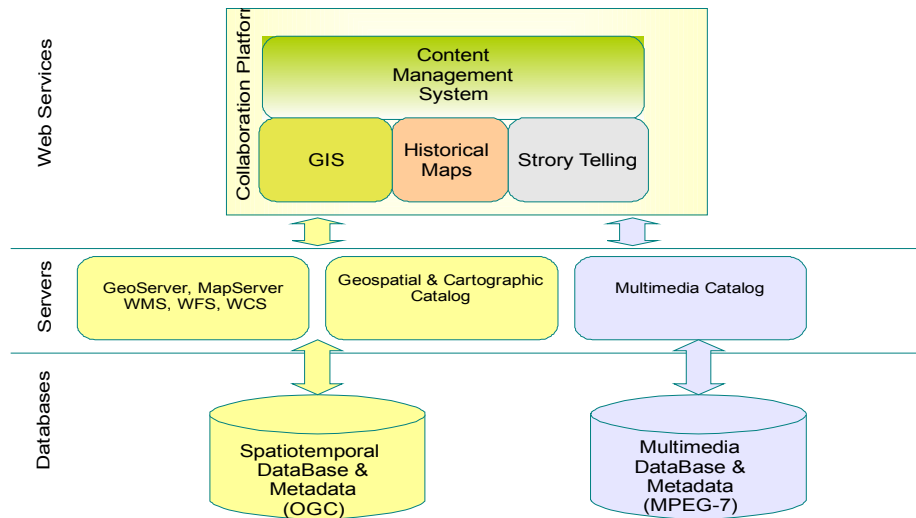 Web Services
Collaboration Platform
Content
Management
System
GIS
Historical
Maps
Strory Telling
Servers
GeoServer, MapServer
WMS, WFS, WCS
Geospatial & Cartographic
Catalog
Multimedia Catalog
Databases
Spatiotemporal
DataBase &
Metadata
(OGC)
Multimedia
DataBase &
Metadata
(MPEG-7)